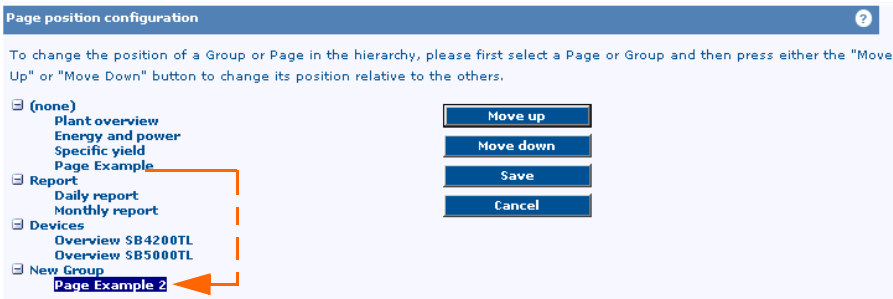 Page position configuration
?
To change the position of a Group or Page in the hierarchy, please first select a Page or Group and then press either the "Move
Up" or "Move Down" button to change its position relative to the others.
(none)
Plant overview
Energy and power
Specific yield
Page Example
Report
Daily report
Monthly report
Devices
Overview SB4200TL
Overview SB5000TL
New Group
Page Example 2
Move up
Move down
Save
Cancel